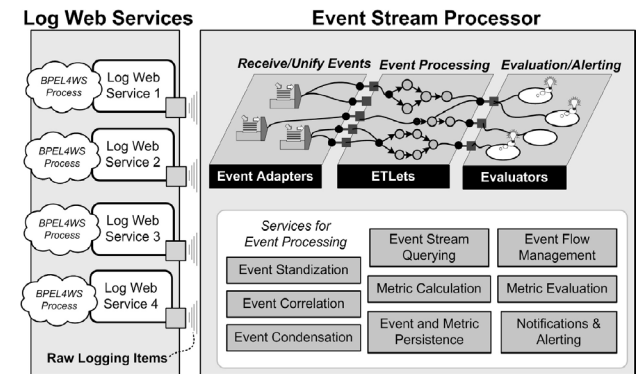 Log Web Services
Event Stream Processor
BPEL4WS
Process
Log Web
Service 1
BPEL4WS
Process
Log Web
Service 2
BPEL4WS
Process
Log Web
Service 3
BPEL4WS
Process
Log Web
Service 4
Raw Logging Items
Receive/Unify Events
Event Processing
Evaluation/Alerting
Event Adapters
ETLets
Evaluators
Services for
Event Processing
Event Standization
Event Correlation
Event Condensation
Event Stream
Querying
Metric Calculation
Event and Metric
Persistence
Event Flow
Management
Metric Evaluation
Notifications &
Alerting